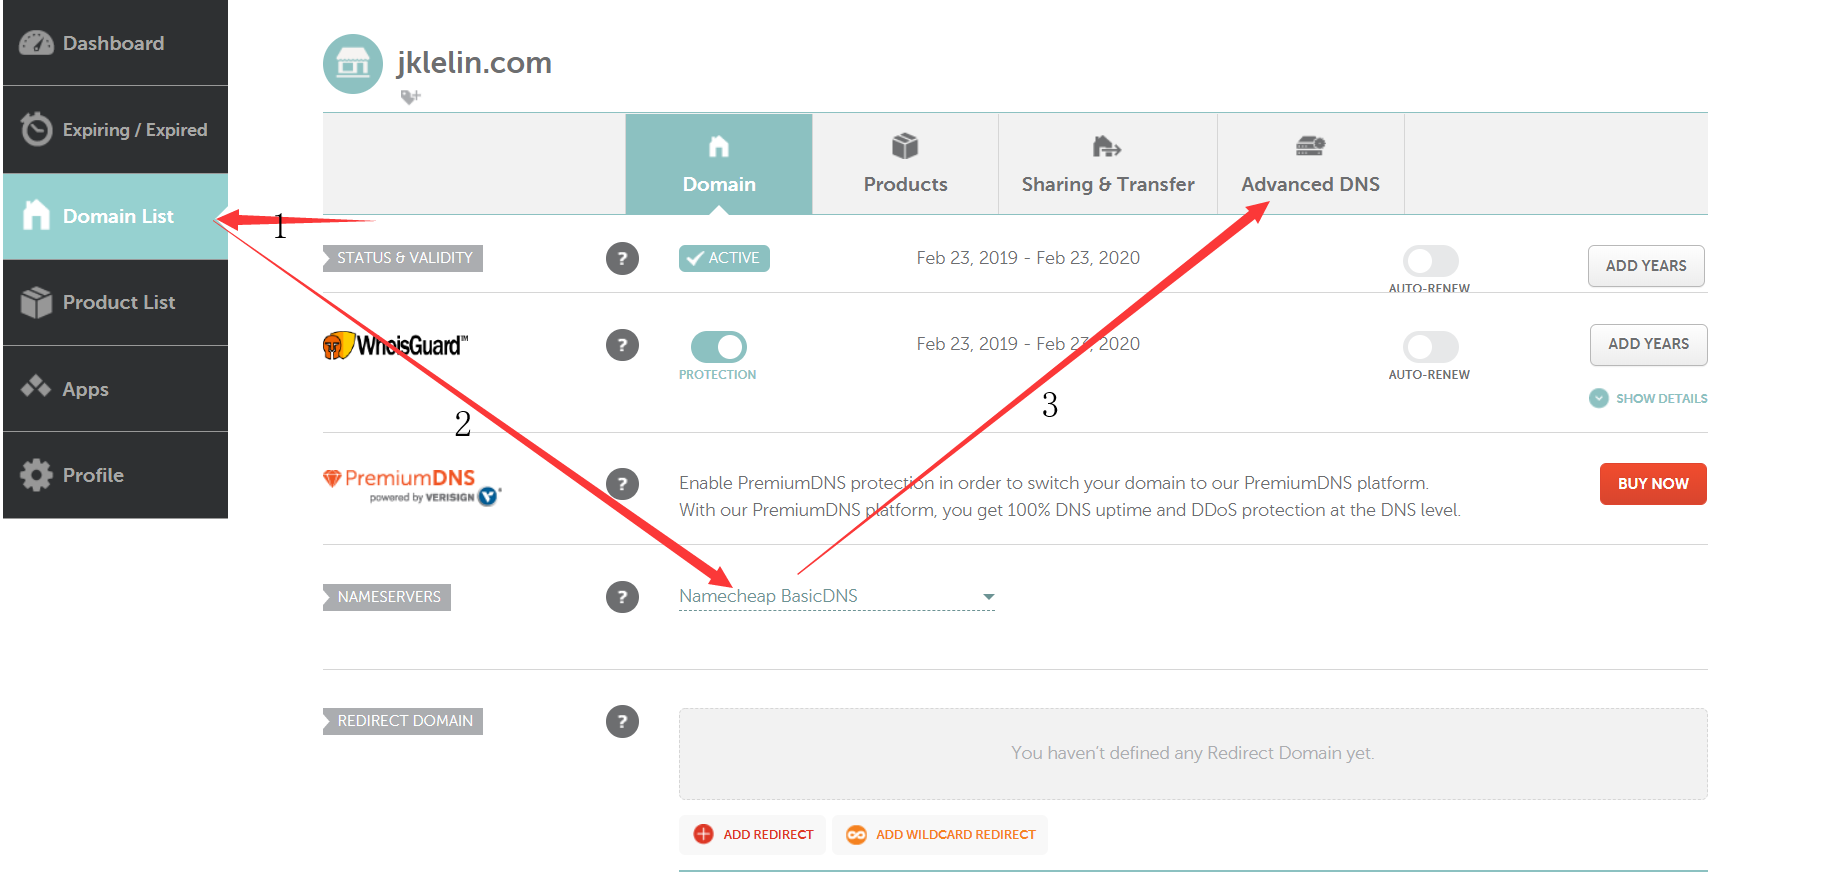 Dashboard
Expiring / Expired
Domain List
Product List
Apps
Profile
jklelin.com
Domain
Products
Sharing & Transfer
Advanced DNS
1
2
3
STATUS & VALIDITY
?
ACTIVE
Feb 23, 2019 - Feb 23, 2020
AUTO-RENEW
ADD YEARS
WhoisGuard™
?
PROTECTION
Feb 23, 2019 - Feb 23, 2020
AUTO-RENEW
ADD YEARS
SHOW DETAILS
PremiumDNS
powered by VERISIGN
?
Enable PremiumDNS protection in order to switch your domain to our PremiumDNS platform.
With our PremiumDNS platform, you get 100% DNS uptime and DDoS protection at the DNS level.
BUY NOW
NAMESERVERS
?
Namecheap BasicDNS
REDIRECT DOMAIN
?
You haven't defined any Redirect Domain yet.
ADD REDIRECT
ADD WILDCARD REDIRECT